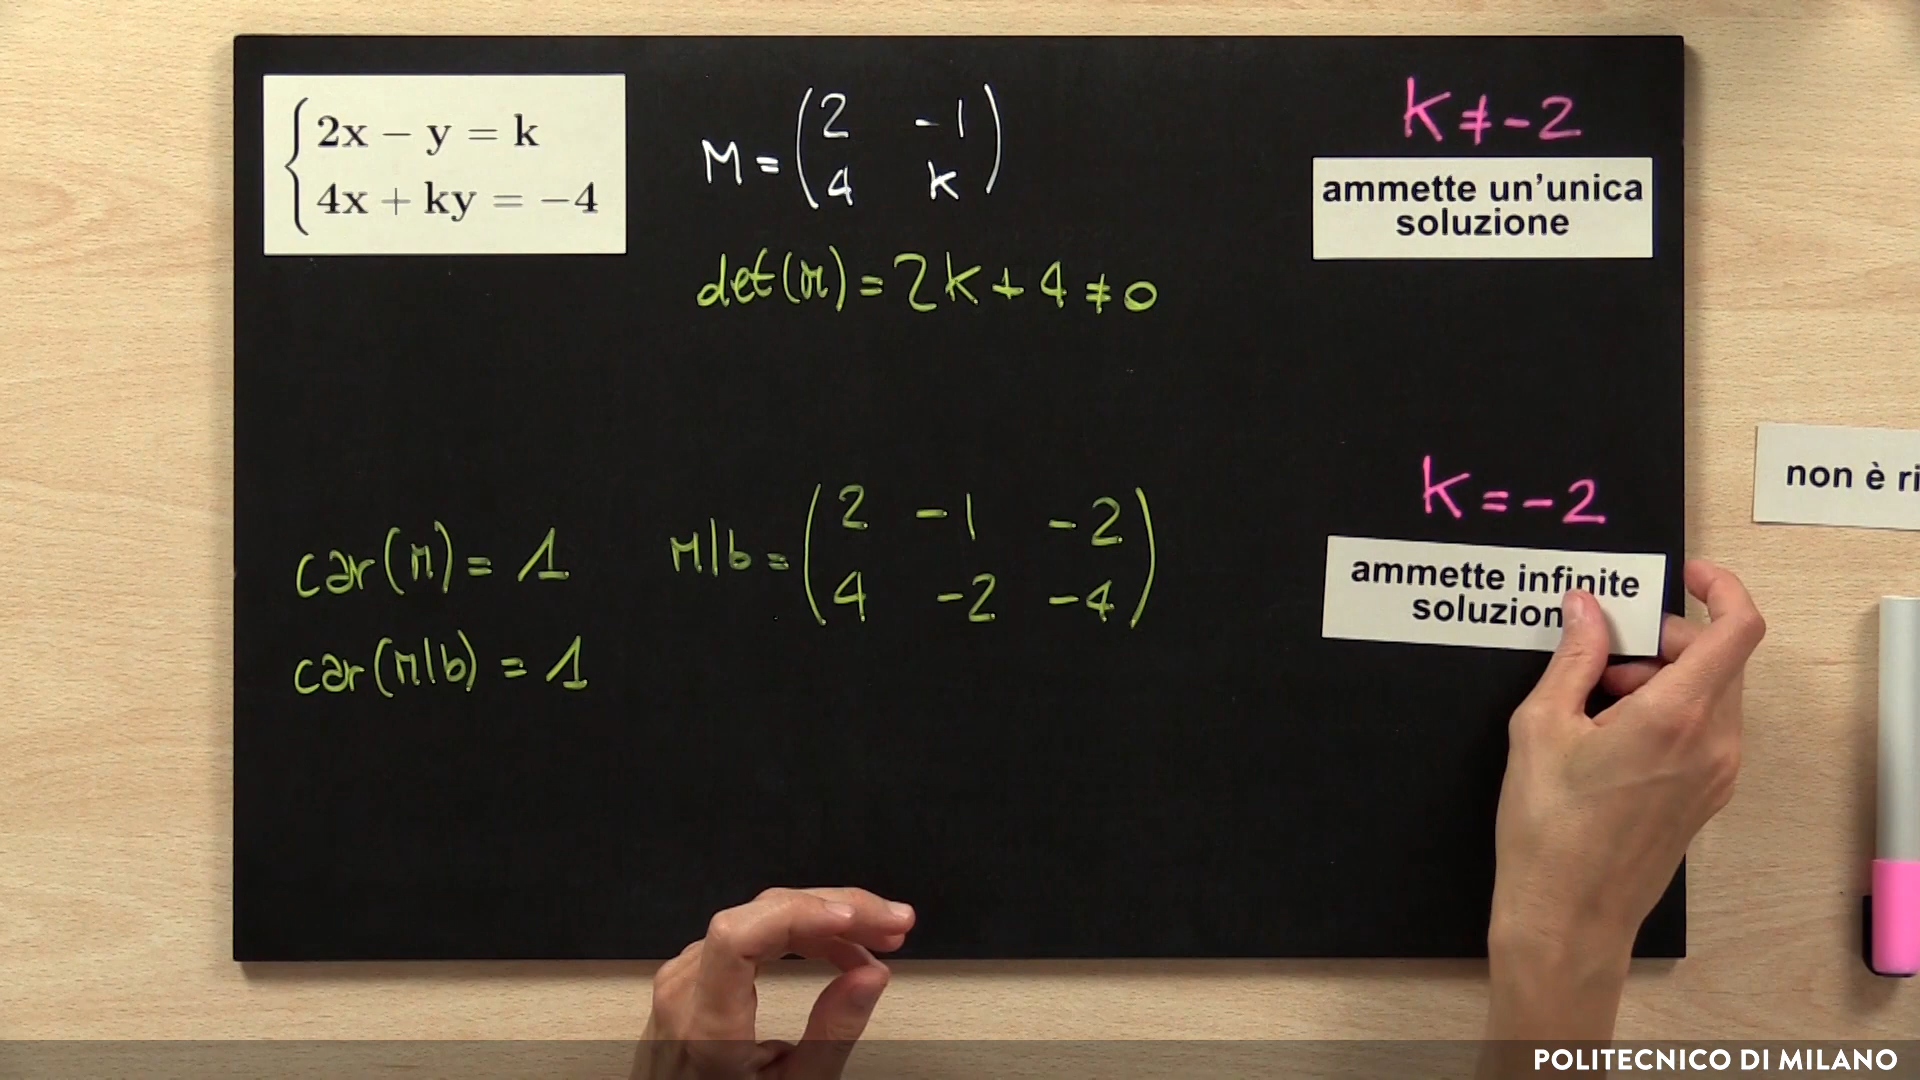 2x − y = k
4x + ky = −4
M = ( 2 -1
4 k )
det(M) = 2k + 4 ≠ 0
k ≠ -2
ammette un'unica
soluzione
non è
k = -2
ammette infinite
car(M) = 1
M|b = ( 2 -1 -2
4 -2 -4 )
car(M|b) = 1
POLITECNICO DI MILANO